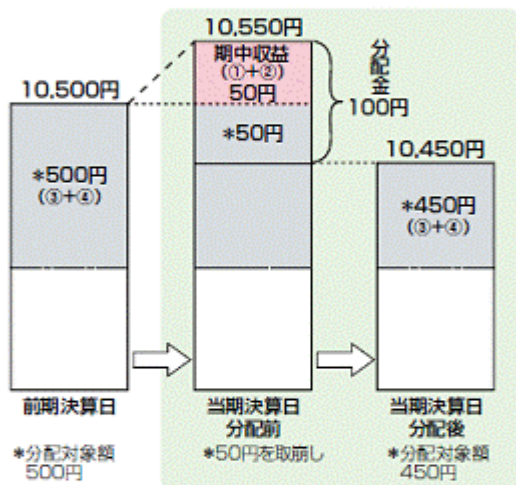 10,500円
*500円
(③+④)
前期決算日
*分配対象額
500円
10,550円
期中収益
(①+②)
50円
*50円
分配金
100円
当期決算日
分配前
*50円を取崩し
10,450円
*450円
(③+④)
当期決算日
分配後
*分配対象額
450円